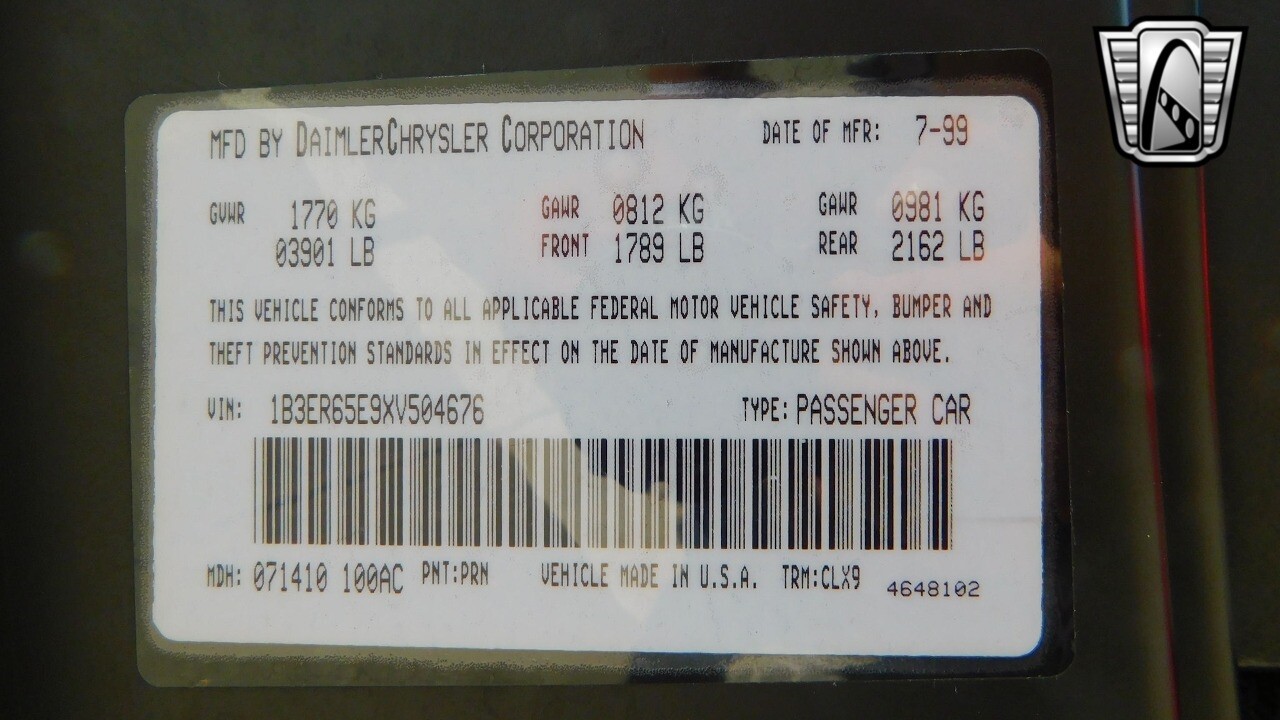 MFD BY DAIMLERCHRYSLER CORPORATION DATE OF MFR: 7-99
GVWR 1770 KG GAWR 0812 KG GAWR 0981 KG
03901 LB FRONT 1789 LB REAR 2162 LB
THIS VEHICLE CONFORMS TO ALL APPLICABLE FEDERAL MOTOR VEHICLE SAFETY, BUMPER AND
THEFT PREVENTION STANDARDS IN EFFECT ON THE DATE OF MANUFACTURE SHOWN ABOVE.
VIN: 1B3ER65E9XV504676 TYPE: PASSENGER CAR
MDH: 071410 100AC PNT:PRN VEHICLE MADE IN U.S.A. TRM:CLX9 4648102